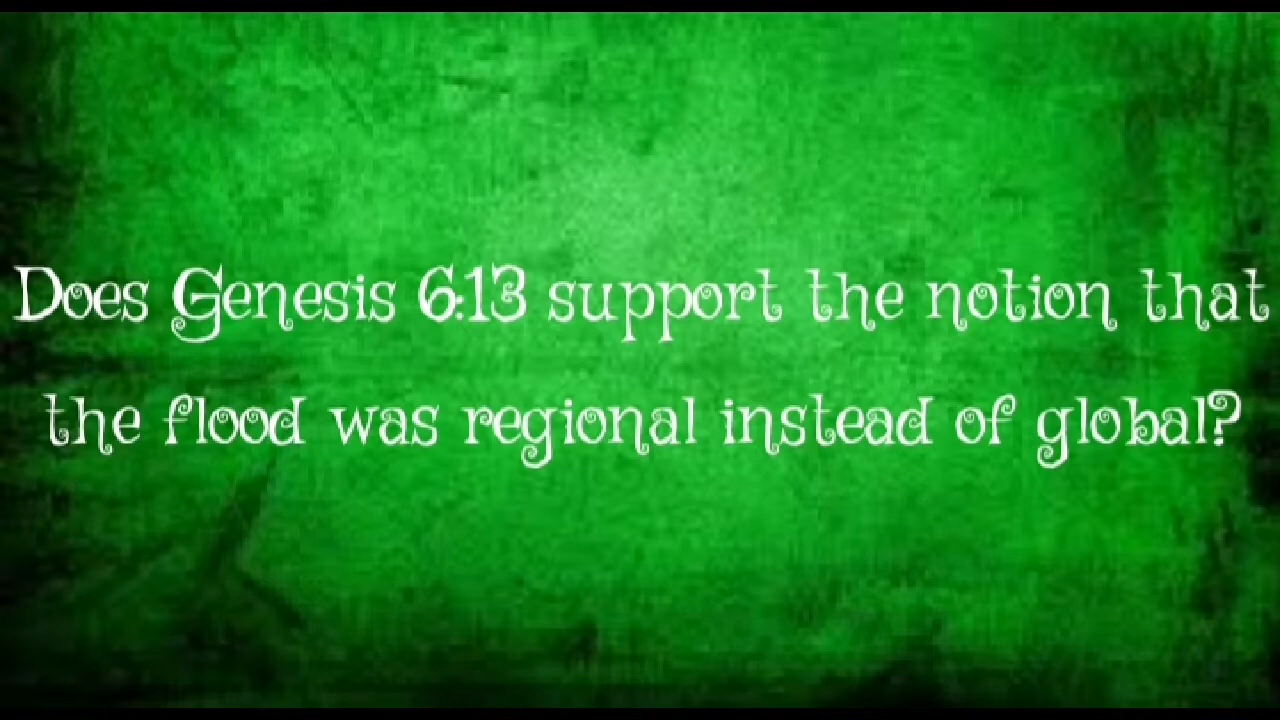 Does Genesis 6:13 support the notion that
the flood was regional instead of global?